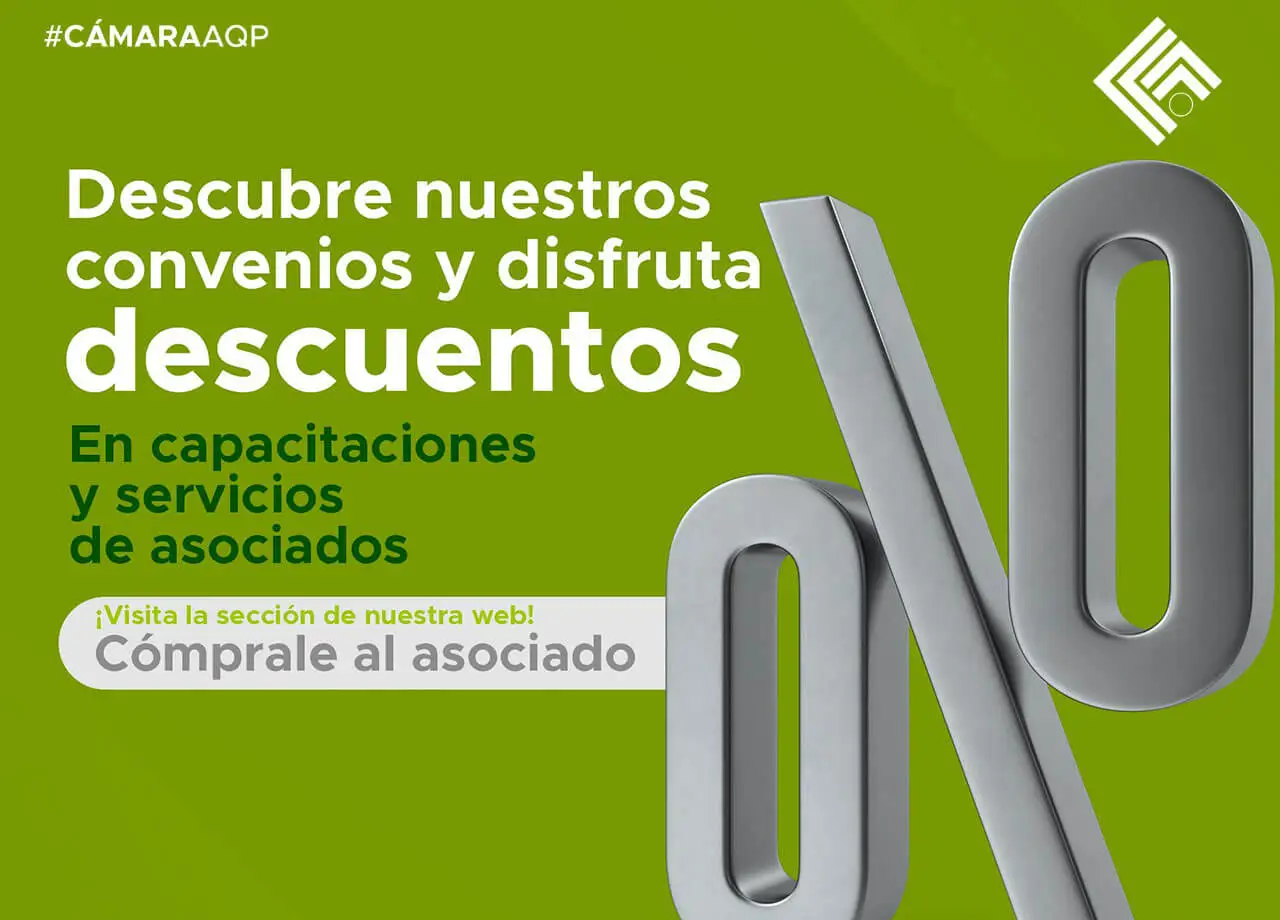 #CÁMARAAQP
Descubre nuestros
convenios y disfruta
descuentos
En capacitaciones
y servicios
de asociados
¡Visita la sección de nuestra web!
Cómprale al asociado